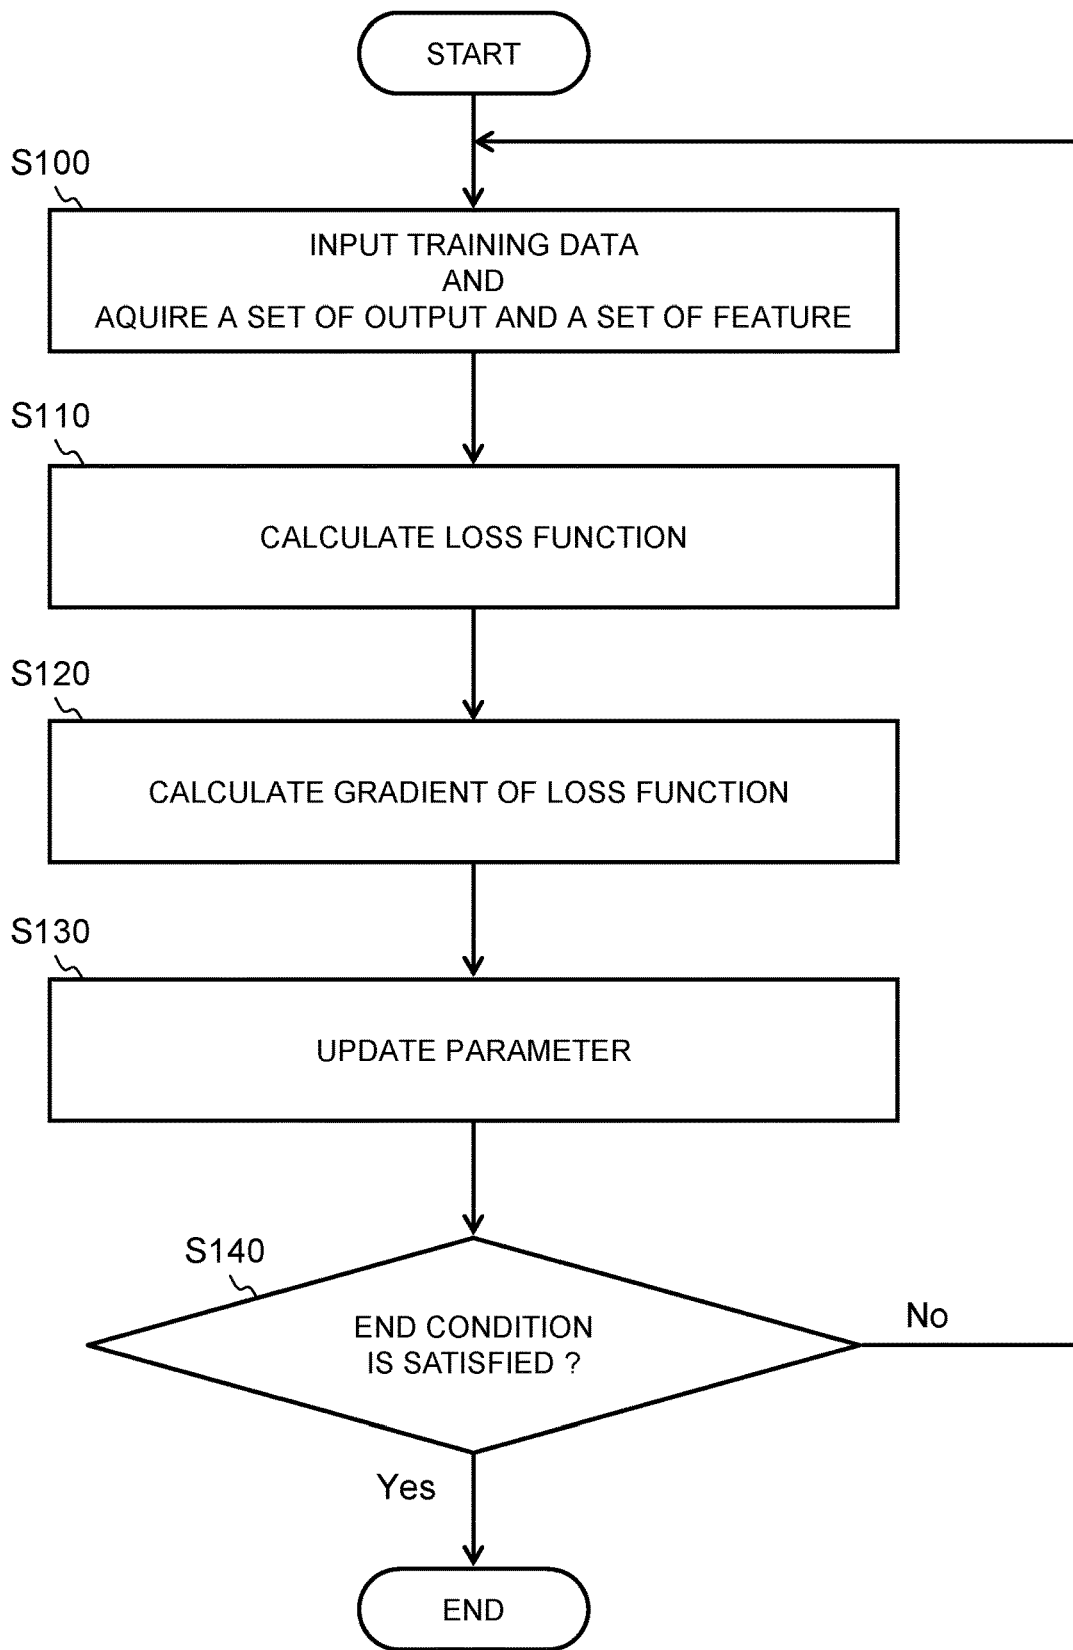 START
S100
INPUT TRAINING DATA
AND
AQUIRE A SET OF OUTPUT AND A SET OF FEATURE
S110
CALCULATE LOSS FUNCTION
S120
CALCULATE GRADIENT OF LOSS FUNCTION
S130
UPDATE PARAMETER
S140
END CONDITION
IS SATISFIED ?
No
Yes
END